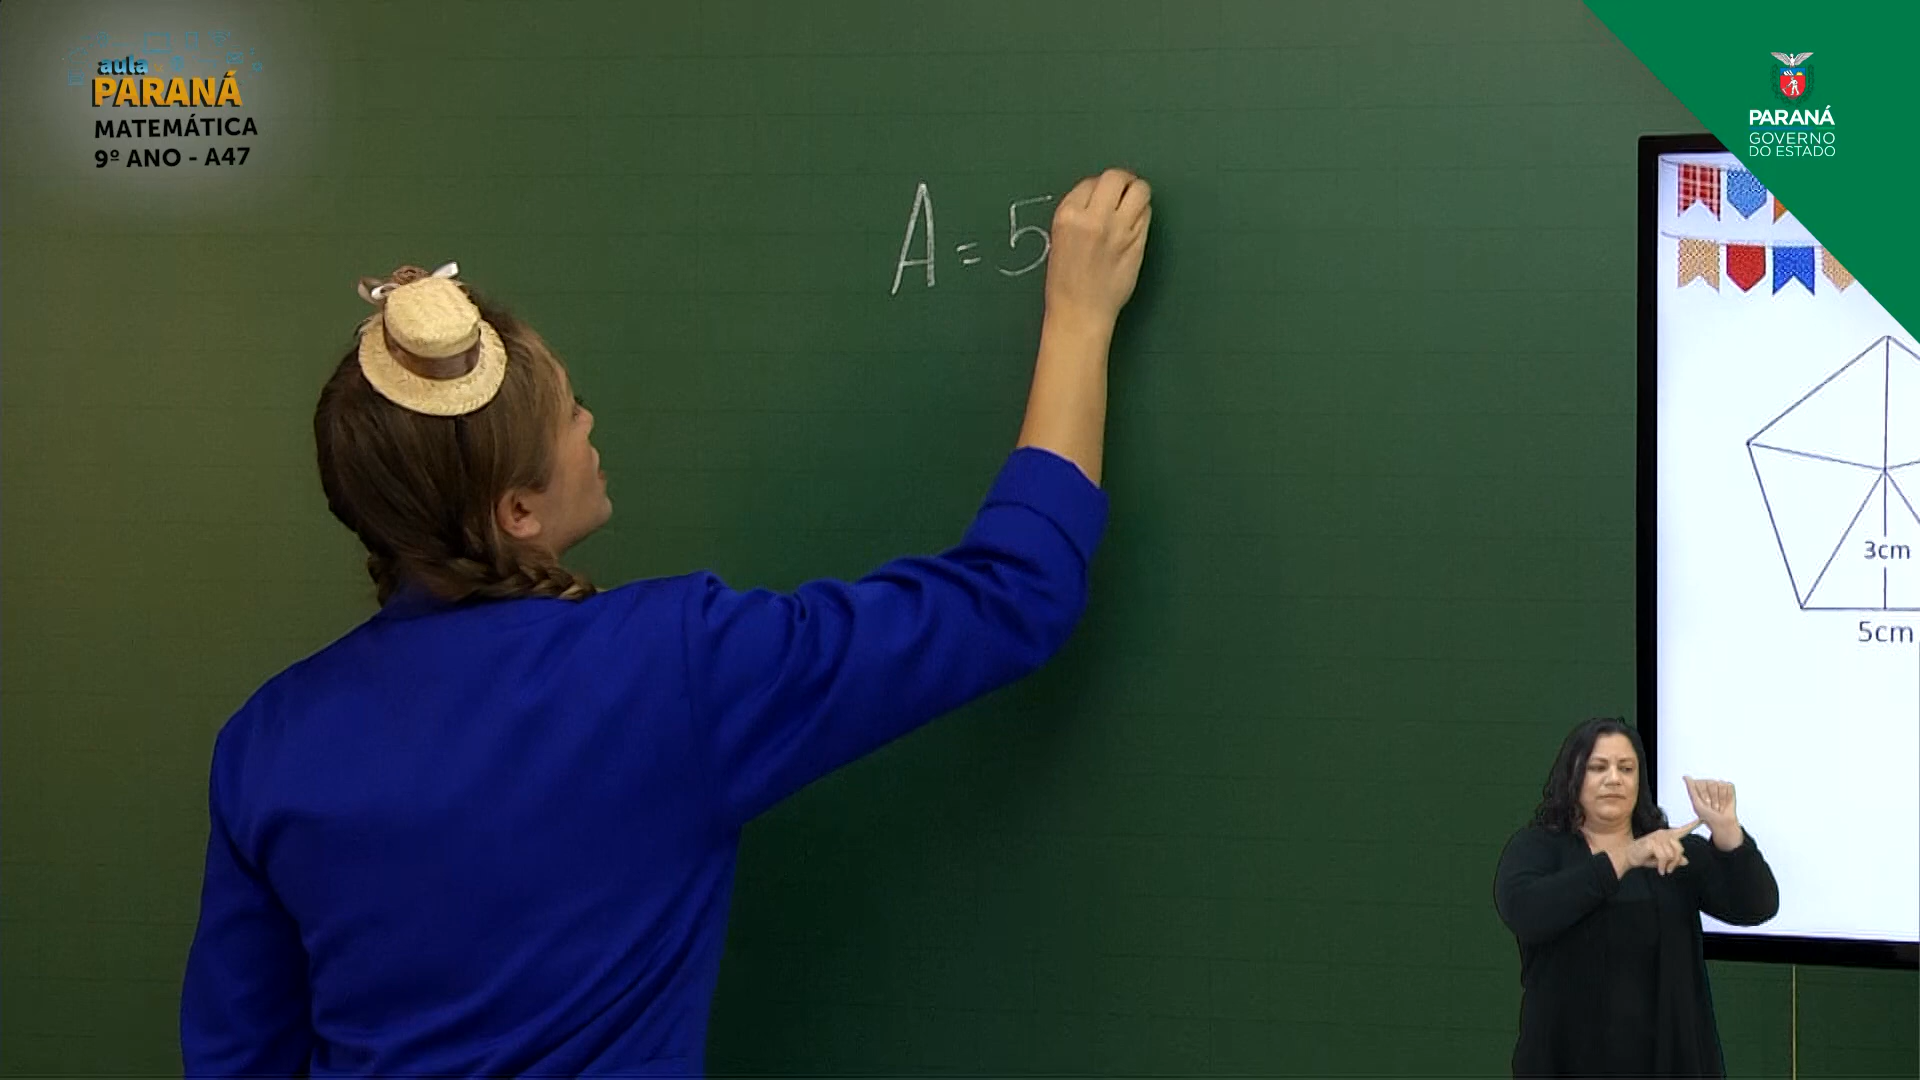 aula
PARANÁ
MATEMÁTICA
9º ANO - A47
PARANÁ
GOVERNO
DO ESTADO
A = 5
3cm
5cm